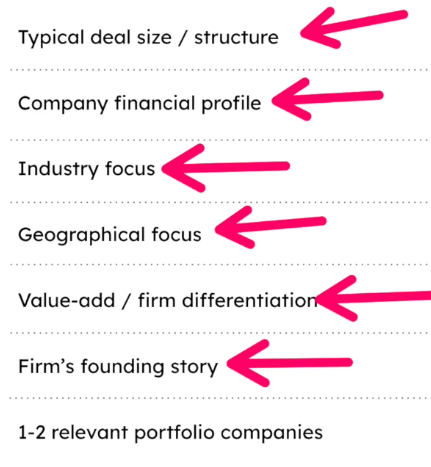 Typical deal size / structure
Company financial profile
Industry focus
Geographical focus
Value-add / firm differentiation
Firm's founding story
1-2 relevant portfolio companies